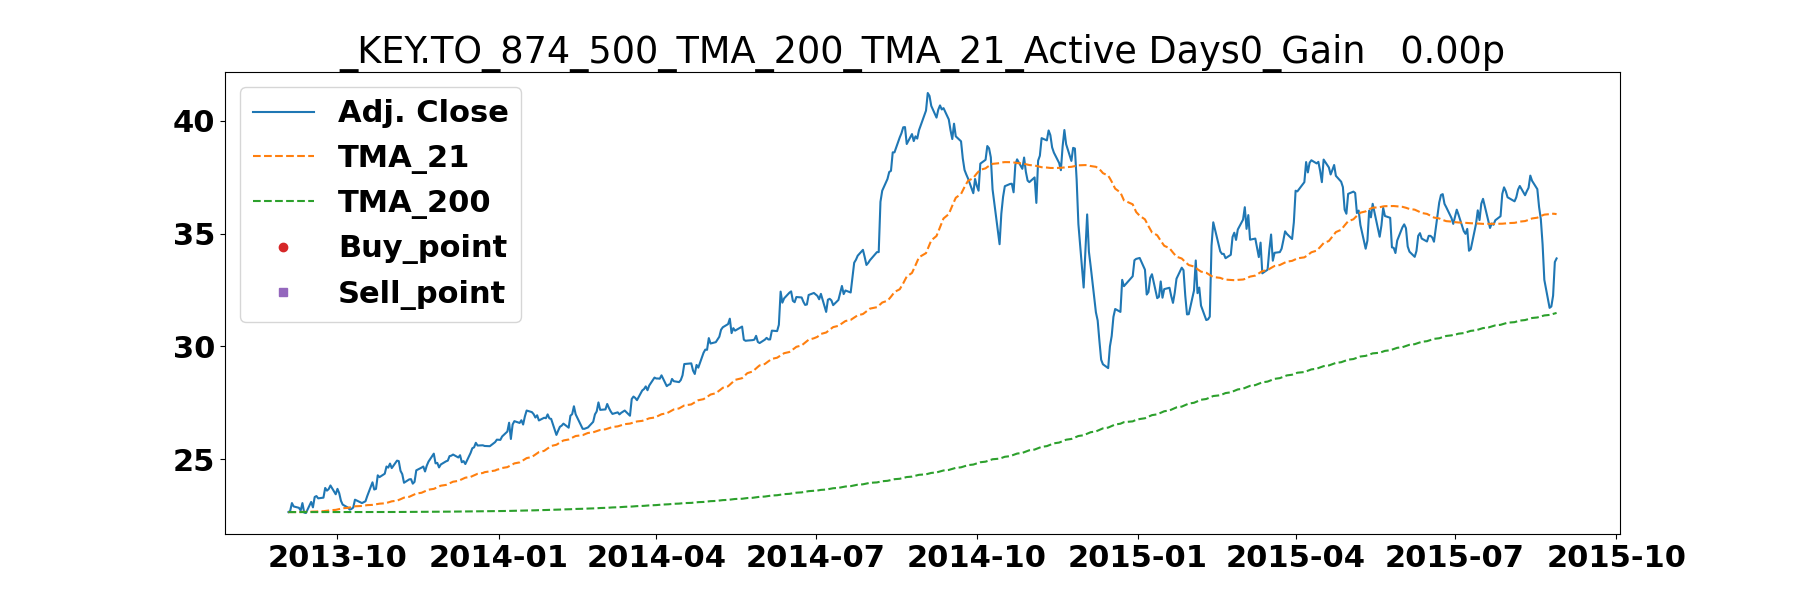 _KEY.TO_874_500_TMA_200_TMA_21_Active Days0_Gain   0.00p
Adj. Close
TMA_21
TMA_200
Buy_point
Sell_point
40
35
30
25
2013-10 2014-01 2014-04 2014-07 2014-10 2015-01 2015-04 2015-07 2015-10